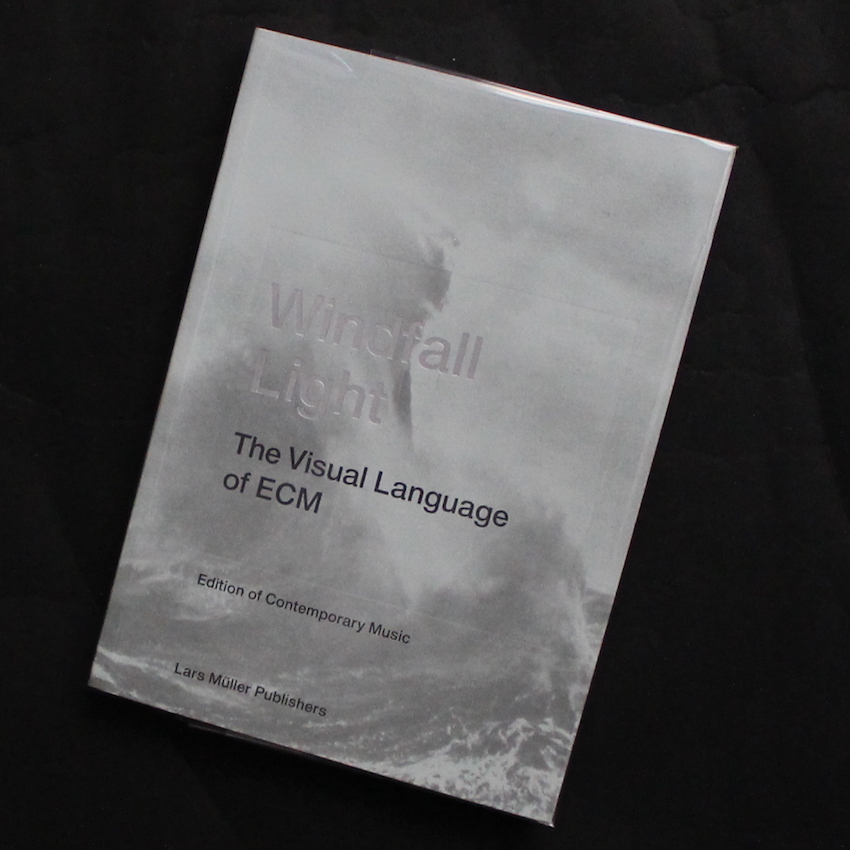 Windfall
Light
The Visual Language
of ECM
Edition of Contemporary Music
Lars Müller Publishers